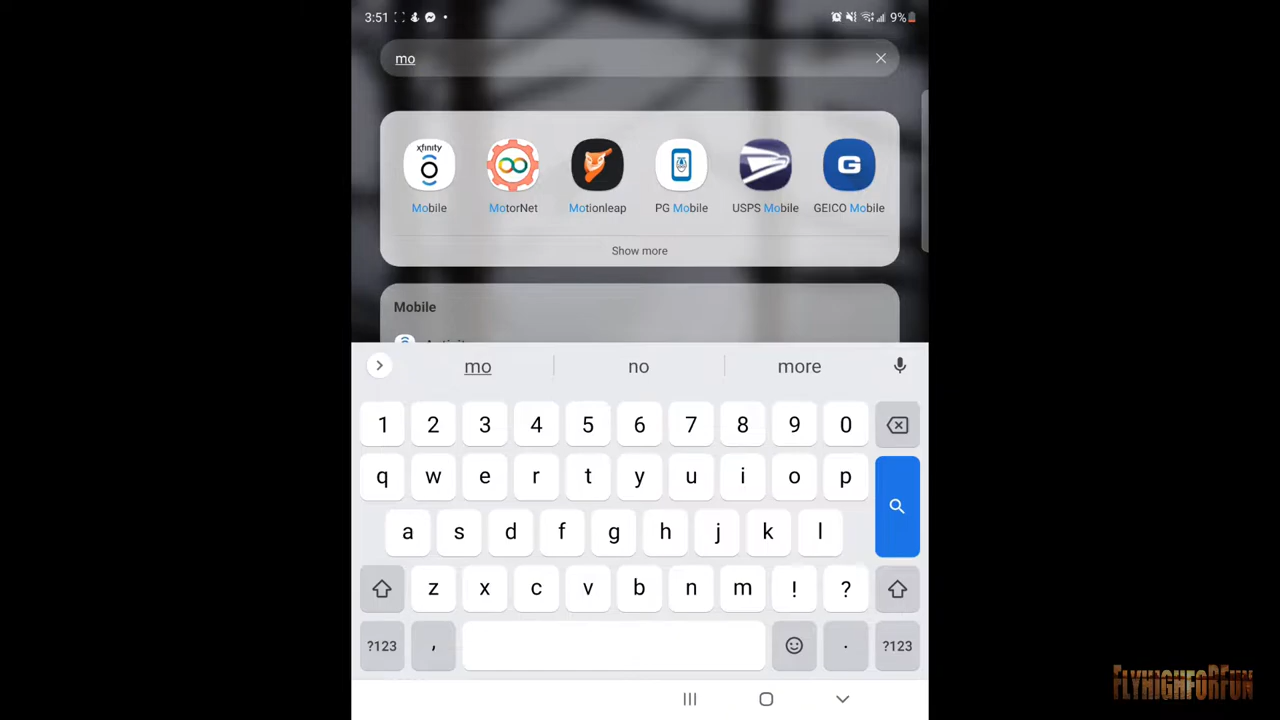 3:51
9%
mo
xfinity
G
Mobile MotorNet Motionleap PG Mobile USPS Mobile GEICO Mobile
Show more
Mobile
mo no more
1 2 3 4 5 6 7 8 9 0
q w e r t y u i o p
a s d f g h j k l
z x c v b n m ! ?
?123 , . ?123
FLYHIGHFORFUN